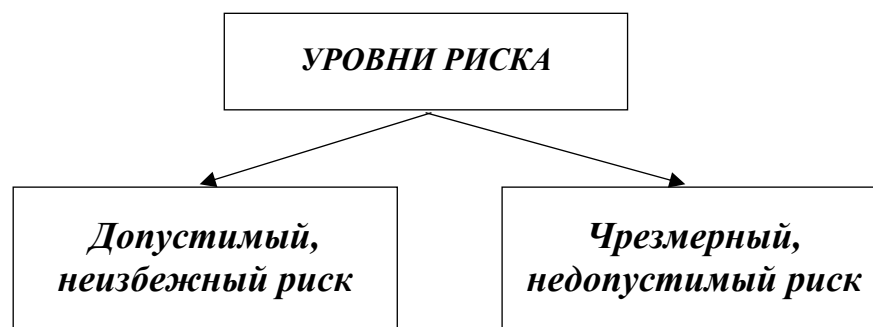 УРОВНИ РИСКА
Допустимый,
неизбежный риск
Чрезмерный,
недопустимый риск